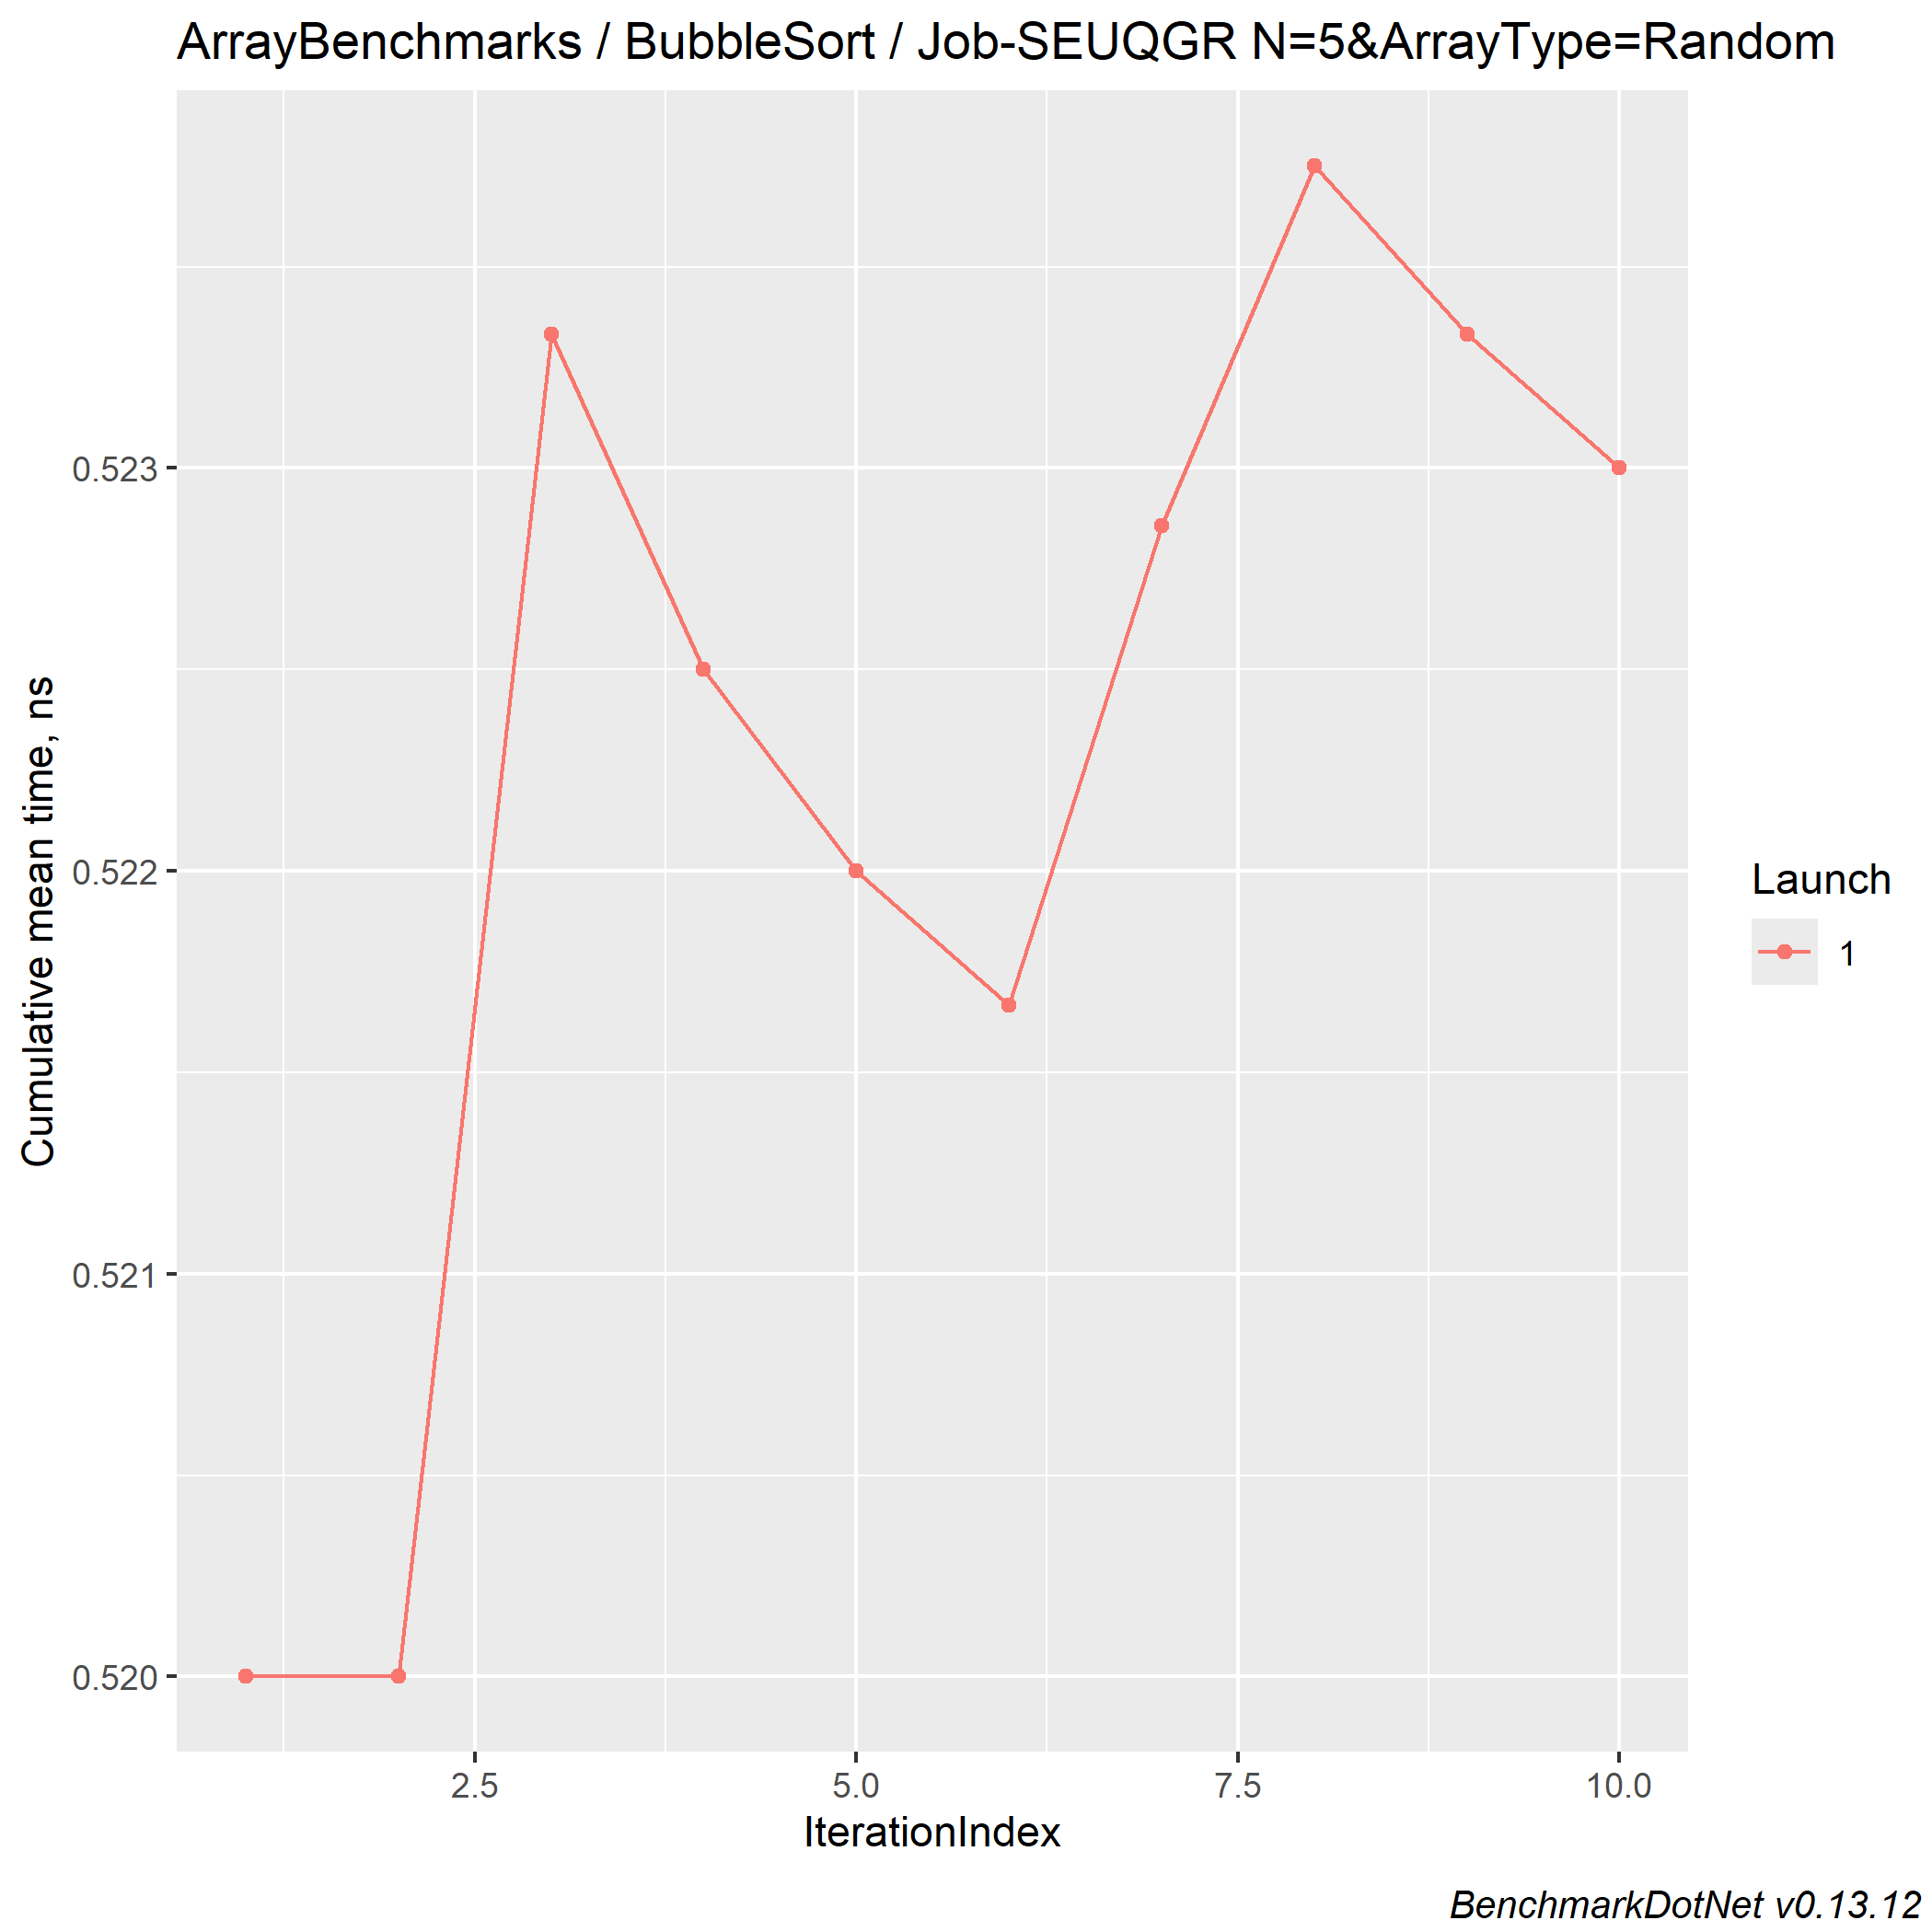 ArrayBenchmarks / BubbleSort / Job-SEUQGR N=5&ArrayType=Random
Cumulative mean time, ns
0.523
0.522
0.521
0.520
2.5 5.0 7.5 10.0
IterationIndex
Launch
1
BenchmarkDotNet v0.13.12